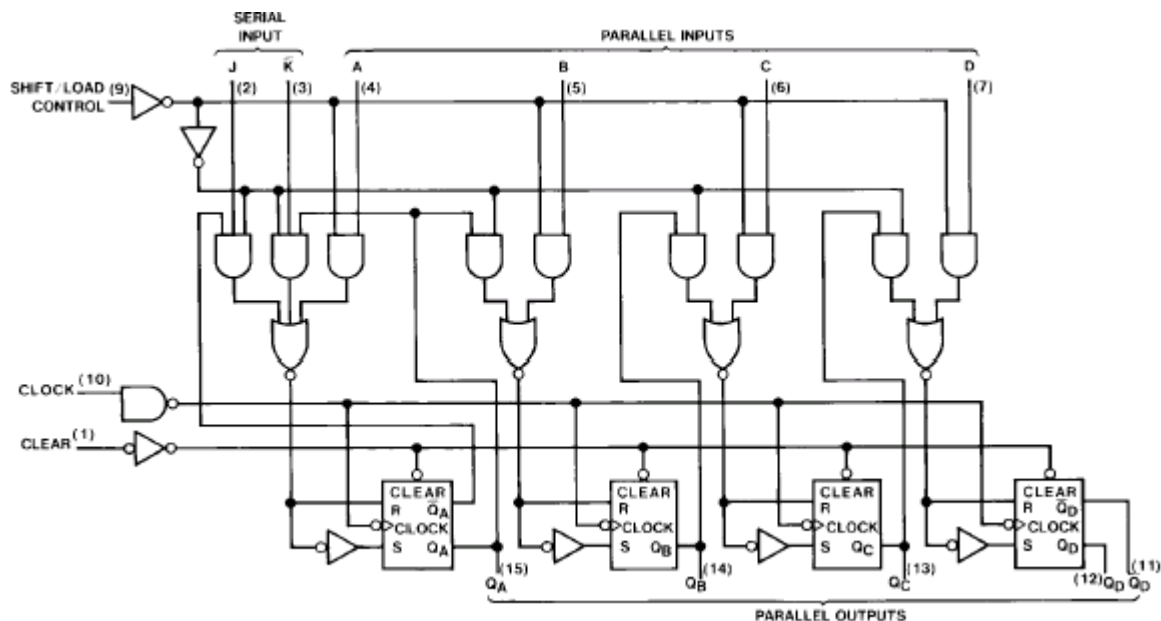 SERIAL INPUT
PARALLEL INPUTS
J K̅ A B C D
SHIFT/LOAD CONTROL (9) (2) (3) (4) (5) (6) (7)
CLOCK (10)
CLEAR (1)
CLEAR CLEAR CLEAR CLEAR
R Q̅A R R R Q̅D
CLOCK CLOCK CLOCK CLOCK
S QA S QB S QC S QD
(15) (14) (13) (12) (11)
QA QB QC QD QD
PARALLEL OUTPUTS